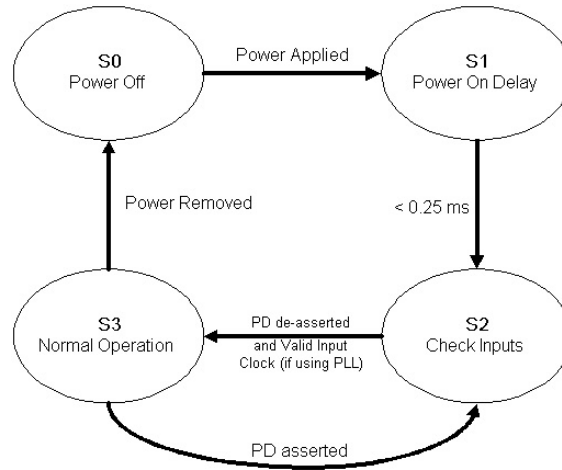 S0
Power Off
Power Applied
S1
Power On Delay
Power Removed
< 0.25 ms
S3
Normal Operation
PD de-asserted
and Valid Input
Clock (if using PLL)
S2
Check Inputs
PD asserted